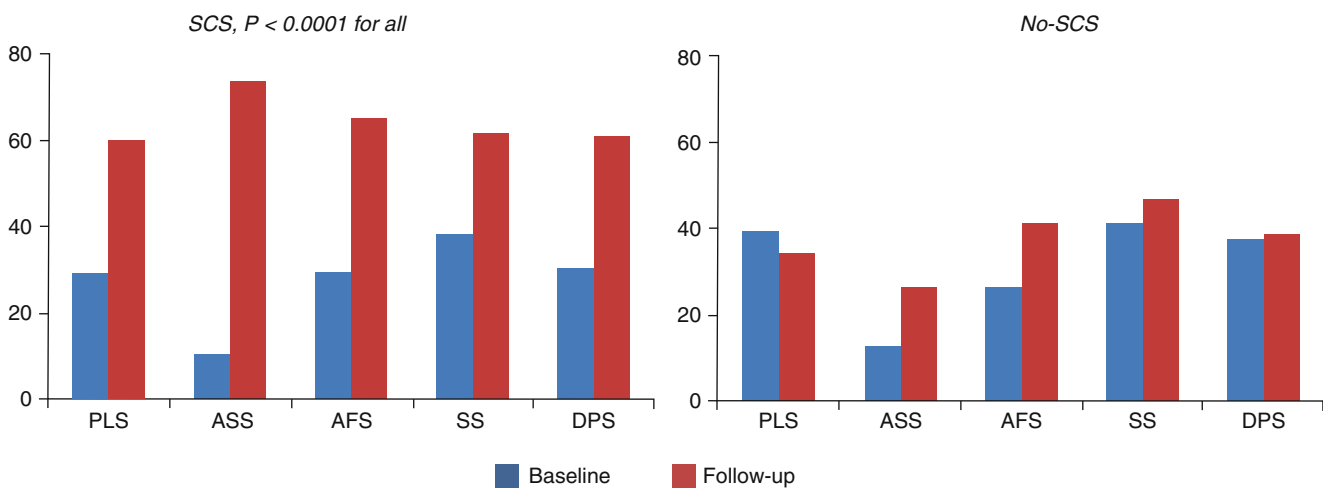 SCS, P < 0.0001 for all
80
60
40
20
0
PLS ASS AFS SS DPS
No-SCS
80
60
40
20
0
PLS ASS AFS SS DPS
Baseline Follow-up